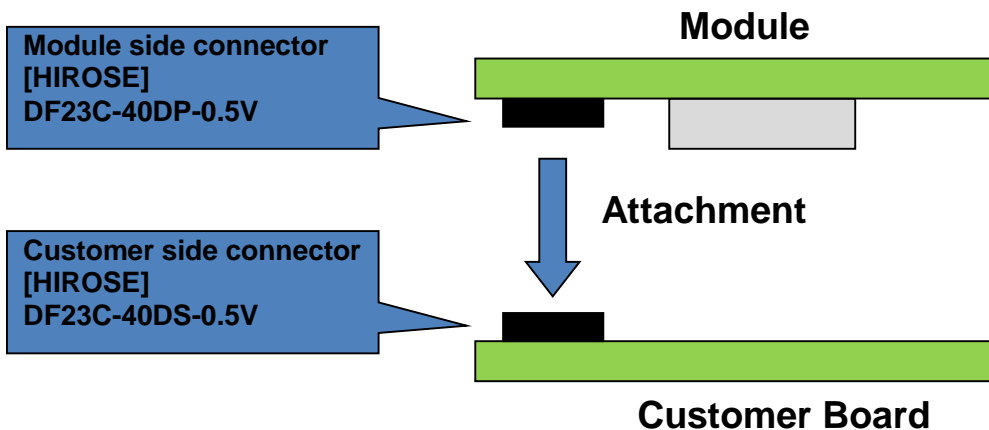 Module
Module side connector
[HIROSE]
DF23C-40DP-0.5V
Attachment
Customer side connector
[HIROSE]
DF23C-40DS-0.5V
Customer Board